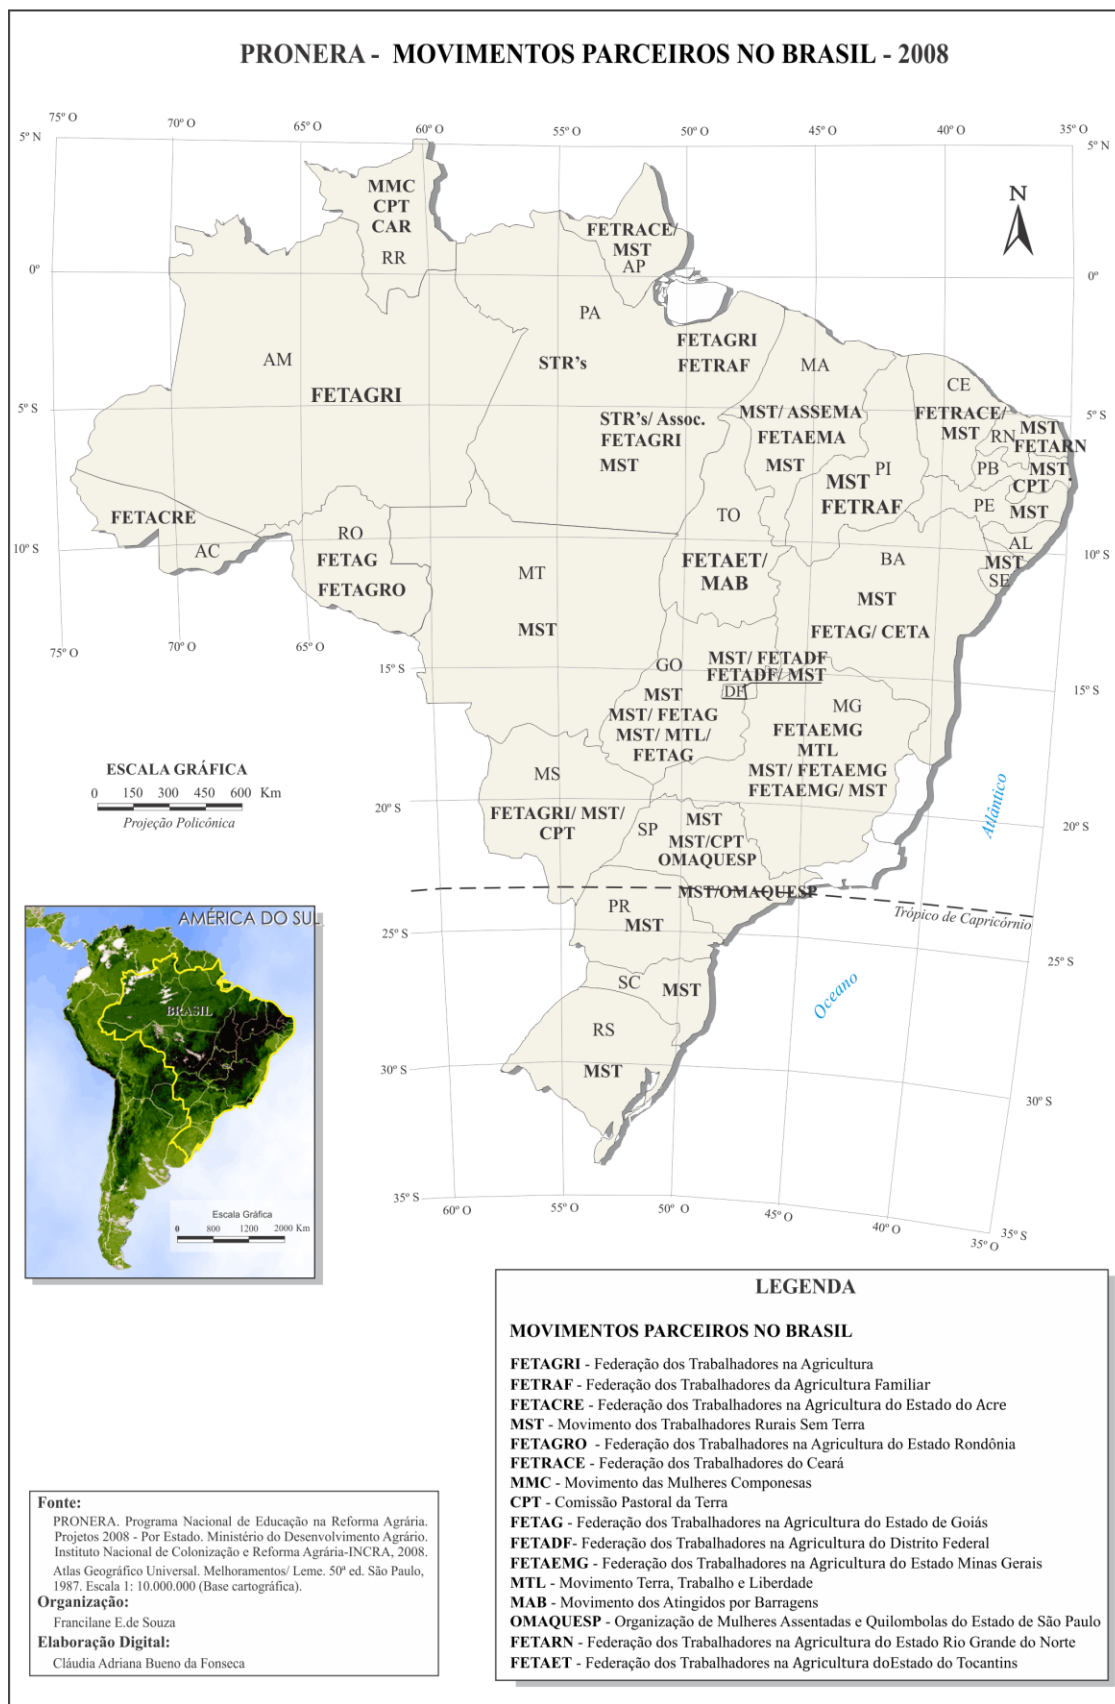 PRONERA - MOVIMENTOS PARCEIROS NO BRASIL - 2008
75º O 70º O 65º O 60º O 55º O 50º O 45º O 40º O 35º O
5º N 5º N
N
MMC
CPT
CAR
RR
FETRACE/
MST
AP
0º 0º
PA
FETAGRI
FETRAF
STR's
AM
FETAGRI
MA
CE
STR's/ Assoc.
FETAGRI
MST
MST/ ASSEMA
FETAEMA
MST
FETRACE/
MST
5º S 5º S
RN
MST
FETARN
PI
MST
FETRAF
PB
MST
CPT
PE
MST
FETACRE
AC
RO
FETAG
FETAGRO
TO
FETAET/
MAB
AL
MST
SE
10º S 10º S
MT
MST
BA
MST
FETAG/ CETA
75º O 70º O 65º O
15º S 15º S
GO
MST
MST/ FETAG
MST/ MTL/
FETAG
MST/ FETADF
FETADF/ MST
DF
MG
FETAEMG
MTL
MST/ FETAEMG
FETAEMG/ MST
ESCALA GRÁFICA
0 150 300 450 600 Km
Projeção Policônica
MS
FETAGRI/ MST/
CPT
20º S 20º S
SP
MST
MST/CPT
OMAQUESP
MST/OMAQUESP
Atlântico
Trópico de Capricórnio
PR
MST
25º S 25º S
SC
MST
Oceano
RS
MST
30º S 30º S
35º S 35º S
60º O 55º O 50º O 45º O 40º O 35º O
AMÉRICA DO SUL
BRASIL
Escala Gráfica
0 800 1200 2000 Km
LEGENDA
MOVIMENTOS PARCEIROS NO BRASIL
FETAGRI - Federação dos Trabalhadores na Agricultura
FETRAF - Federação dos Trabalhadores da Agricultura Familiar
FETACRE - Federação dos Trabalhadores na Agricultura do Estado do Acre
MST - Movimento dos Trabalhadores Rurais Sem Terra
FETAGRO - Federação dos Trabalhadores na Agricultura do Estado Rondônia
FETRACE - Federação dos Trabalhadores do Ceará
MMC - Movimento das Mulheres Componesas
CPT - Comissão Pastoral da Terra
FETAG - Federação dos Trabalhadores na Agricultura do Estado de Goiás
FETADF- Federação dos Trabalhadores na Agricultura do Distrito Federal
FETAEMG - Federação dos Trabalhadores na Agricultura do Estado Minas Gerais
MTL - Movimento Terra, Trabalho e Liberdade
MAB - Movimento dos Atingidos por Barragens
OMAQUESP - Organização de Mulheres Assentadas e Quilombolas do Estado de São Paulo
FETARN - Federação dos Trabalhadores na Agricultura do Estado Rio Grande do Norte
FETAET - Federação dos Trabalhadores na Agricultura doEstado do Tocantins
Fonte:
PRONERA. Programa Nacional de Educação na Reforma Agrária.
Projetos 2008 - Por Estado. Ministério do Desenvolvimento Agrário.
Instituto Nacional de Colonização e Reforma Agrária-INCRA, 2008.
Atlas Geográfico Universal. Melhoramentos/ Leme. 50ª ed. São Paulo,
1987. Escala 1: 10.000.000 (Base cartográfica).
Organização:
Francilane E.de Souza
Elaboração Digital:
Cláudia Adriana Bueno da Fonseca